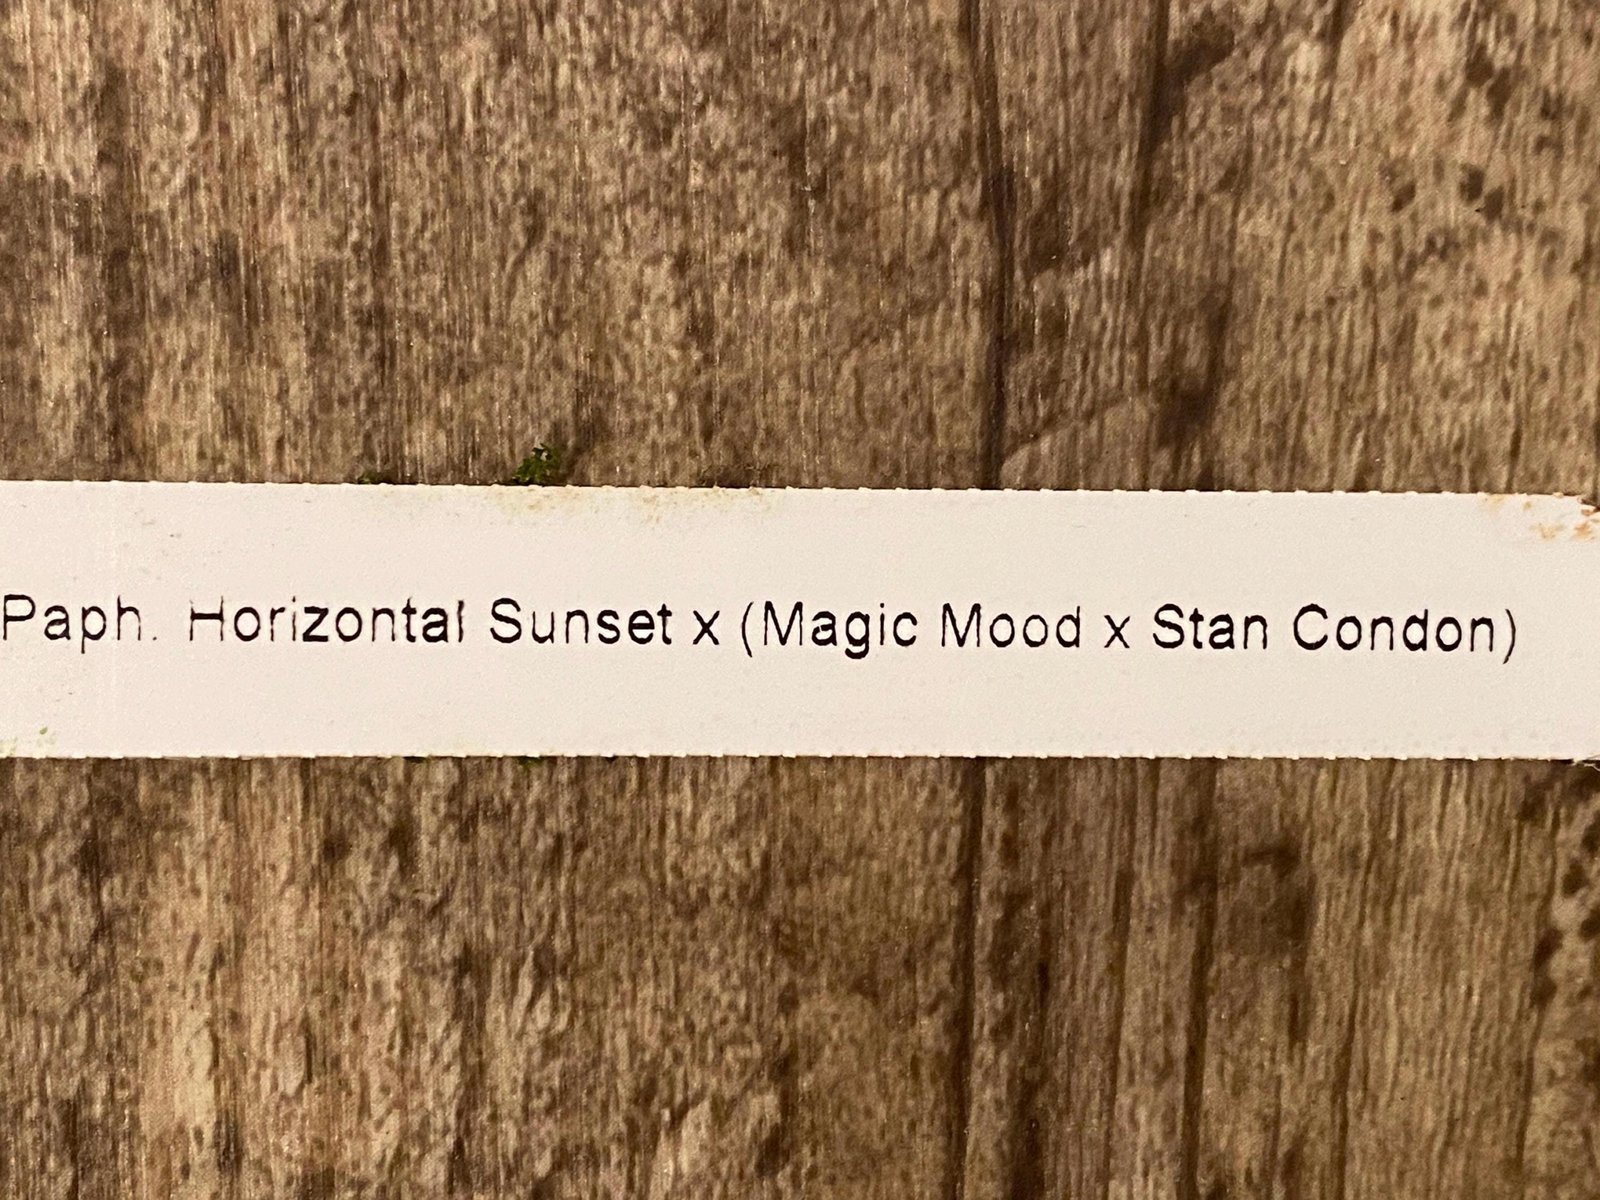 Paph. Horizontal Sunset x (Magic Mood x Stan Condon)